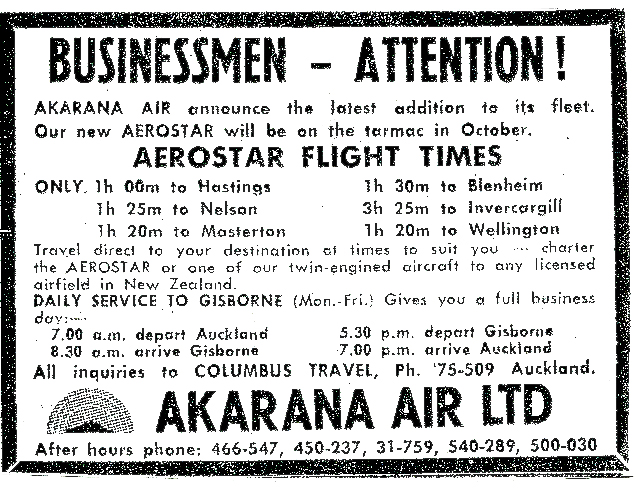 BUSINESSMEN – ATTENTION!
AKARANA AIR announce the latest addition to its fleet.
Our new AEROSTAR will be on the tarmac in October.
AEROSTAR FLIGHT TIMES
ONLY 1h 00m to Hastings 1h 30m to Blenheim
1h 25m to Nelson 3h 25m to Invercargill
1h 20m to Masterton 1h 20m to Wellington
Travel direct to your destination at times to suit you — charter
the AEROSTAR or one of our twin-engined aircraft to any licensed
airfield in New Zealand.
DAILY SERVICE TO GISBORNE (Mon.-Fri.) Gives you a full business
day:—
7.00 a.m. depart Auckland 5.30 p.m. depart Gisborne
8.30 a.m. arrive Gisborne 7.00 p.m. arrive Auckland
All inquiries to COLUMBUS TRAVEL, Ph. 75-509 Auckland.
AKARANA AIR LTD
After hours phone: 466-547, 450-237, 31-759, 540-289, 500-030